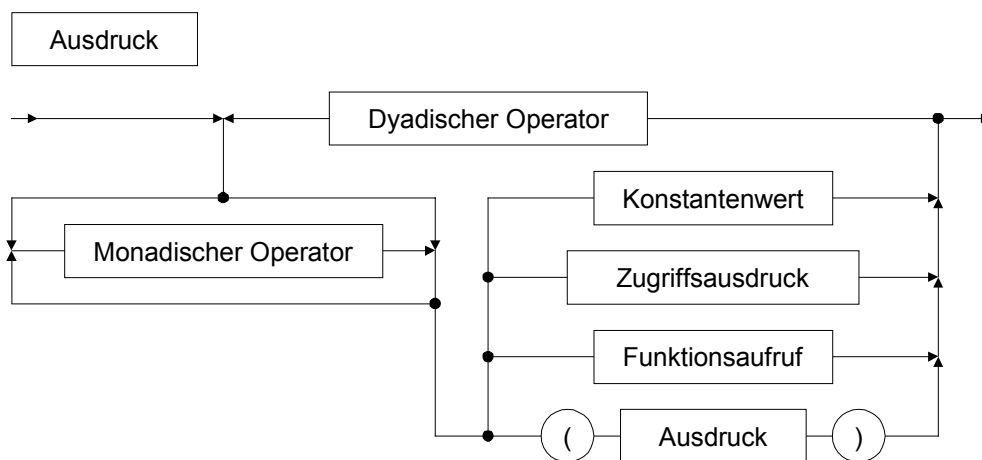 Ausdruck
Dyadischer Operator
Konstantenwert
Monadischer Operator
Zugriffsausdruck
Funktionsaufruf
( Ausdruck )